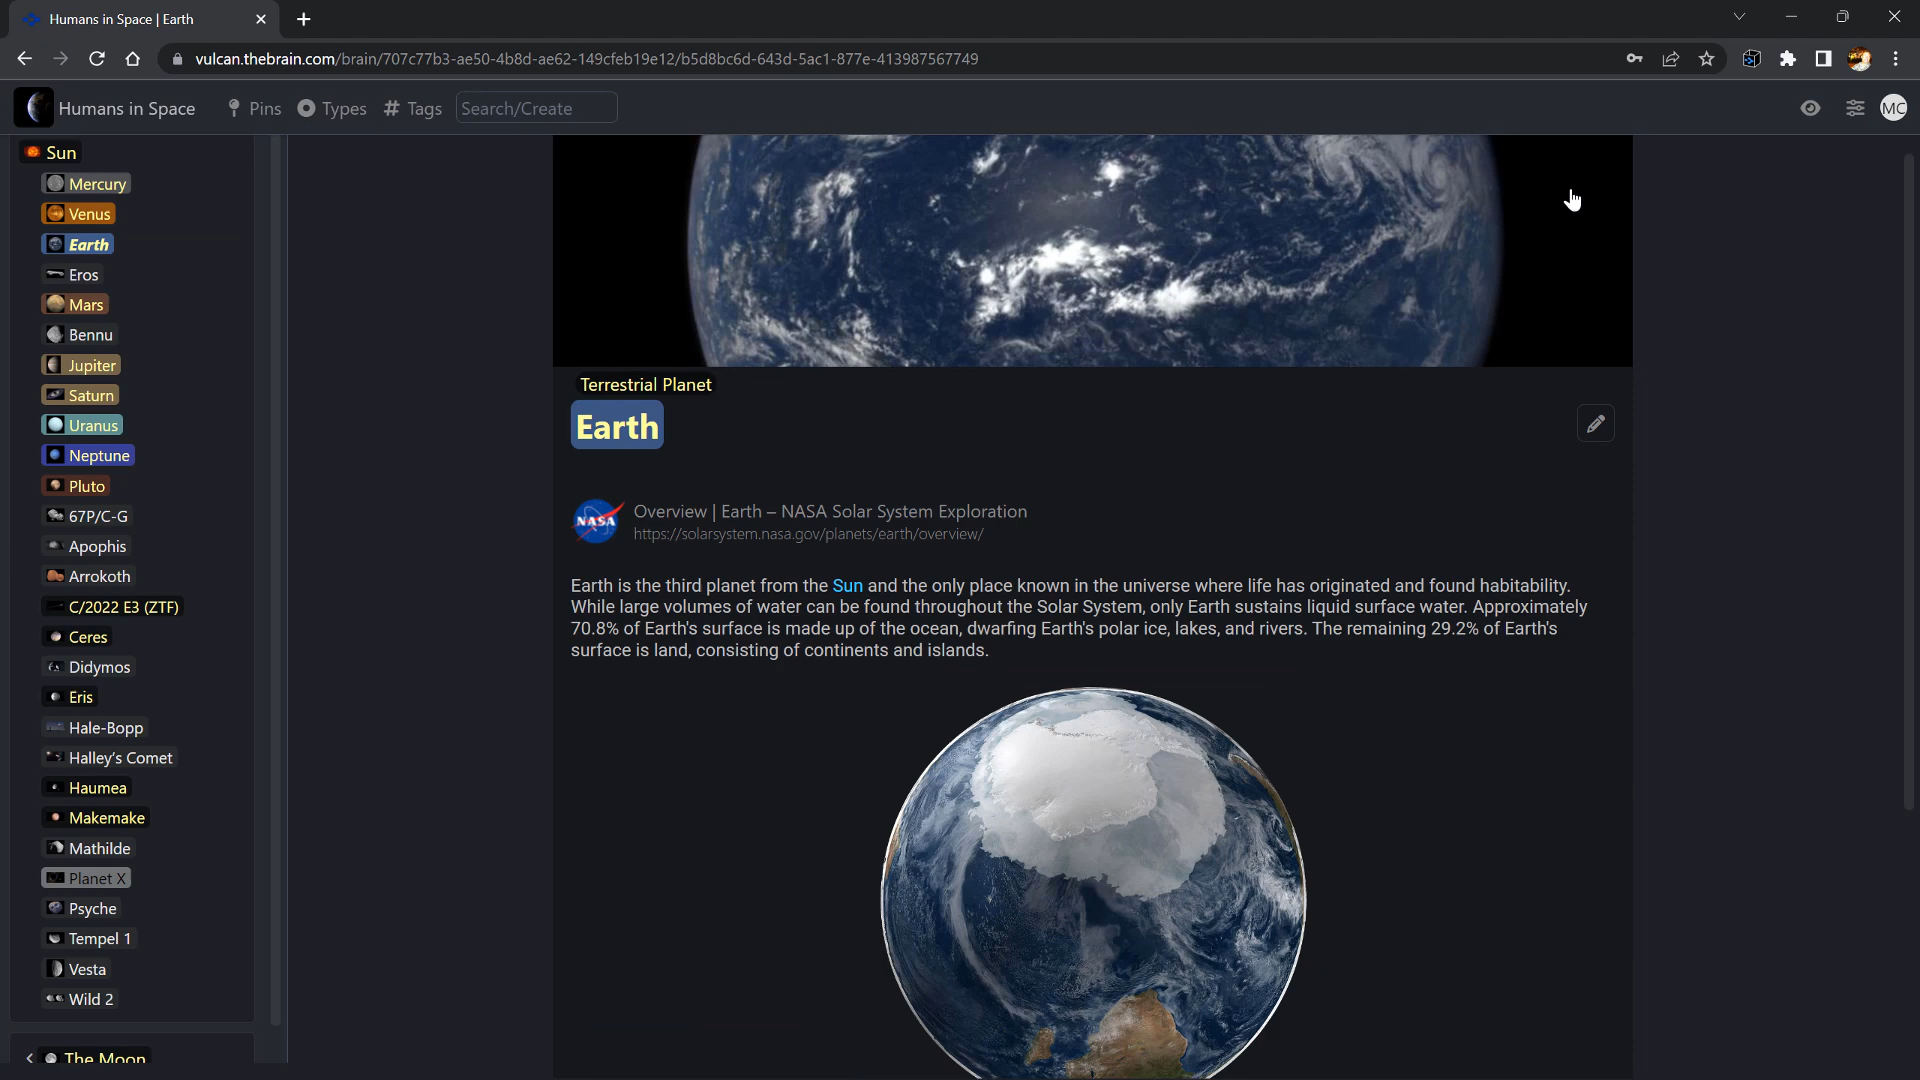 Humans in Space | Earth
vulcan.thebrain.com/brain/707c77b3-ae50-4b8d-ae62-149cfeb19e12/b5d8bc6d-643d-5ac1-877e-413987567749
Humans in Space
Pins
Types
# Tags
Search/Create
MC
Sun
Mercury
Venus
Earth
Eros
Mars
Bennu
Jupiter
Saturn
Uranus
Neptune
Pluto
67P/C-G
Apophis
Arrokoth
C/2022 E3 (ZTF)
Ceres
Didymos
Eris
Hale-Bopp
Halley's Comet
Haumea
Makemake
Mathilde
Planet X
Psyche
Tempel 1
Vesta
Wild 2
The Moon
Terrestrial Planet
Earth
NASA
Overview | Earth – NASA Solar System Exploration
https://solarsystem.nasa.gov/planets/earth/overview/
Earth is the third planet from the Sun and the only place known in the universe where life has originated and found habitability.
While large volumes of water can be found throughout the Solar System, only Earth sustains liquid surface water. Approximately
70.8% of Earth's surface is made up of the ocean, dwarfing Earth's polar ice, lakes, and rivers. The remaining 29.2% of Earth's
surface is land, consisting of continents and islands.